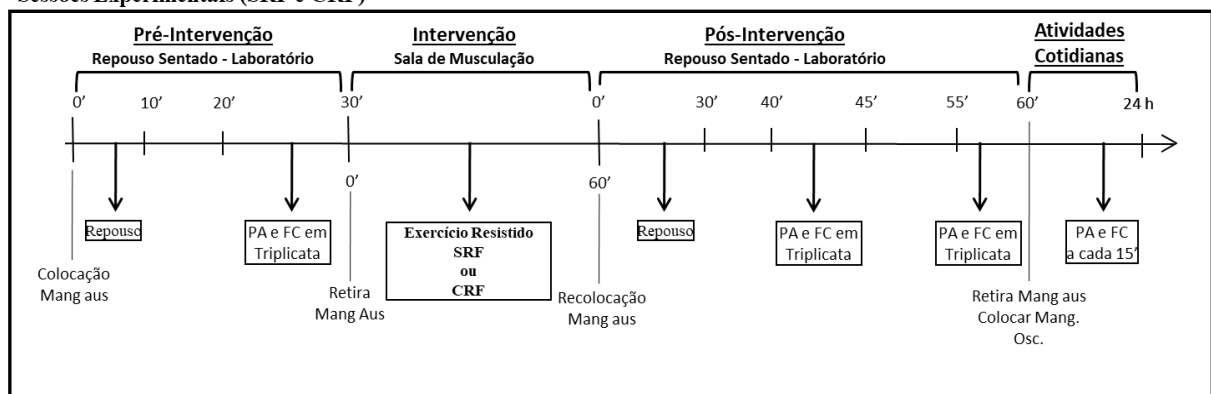 Sessões Experimentais (SRF e CRF)
Pré-Intervenção
Repouso Sentado - Laboratório
Intervenção
Sala de Musculação
Pós-Intervenção
Repouso Sentado - Laboratório
Atividades
Cotidianas
0’ 10’ 20’ 30’ 0’ 30’ 40’ 45’ 55’ 60’ 24 h
0’ 60’
Repouso
PA e FC em
Triplicata
Exercício Resistido
SRF
ou
CRF
Repouso
PA e FC em
Triplicata
PA e FC em
Triplicata
PA e FC
a cada 15’
Colocação
Mang aus
Retira
Mang Aus
Recolocação
Mang aus
Retira Mang aus
Colocar Mang.
Osc.